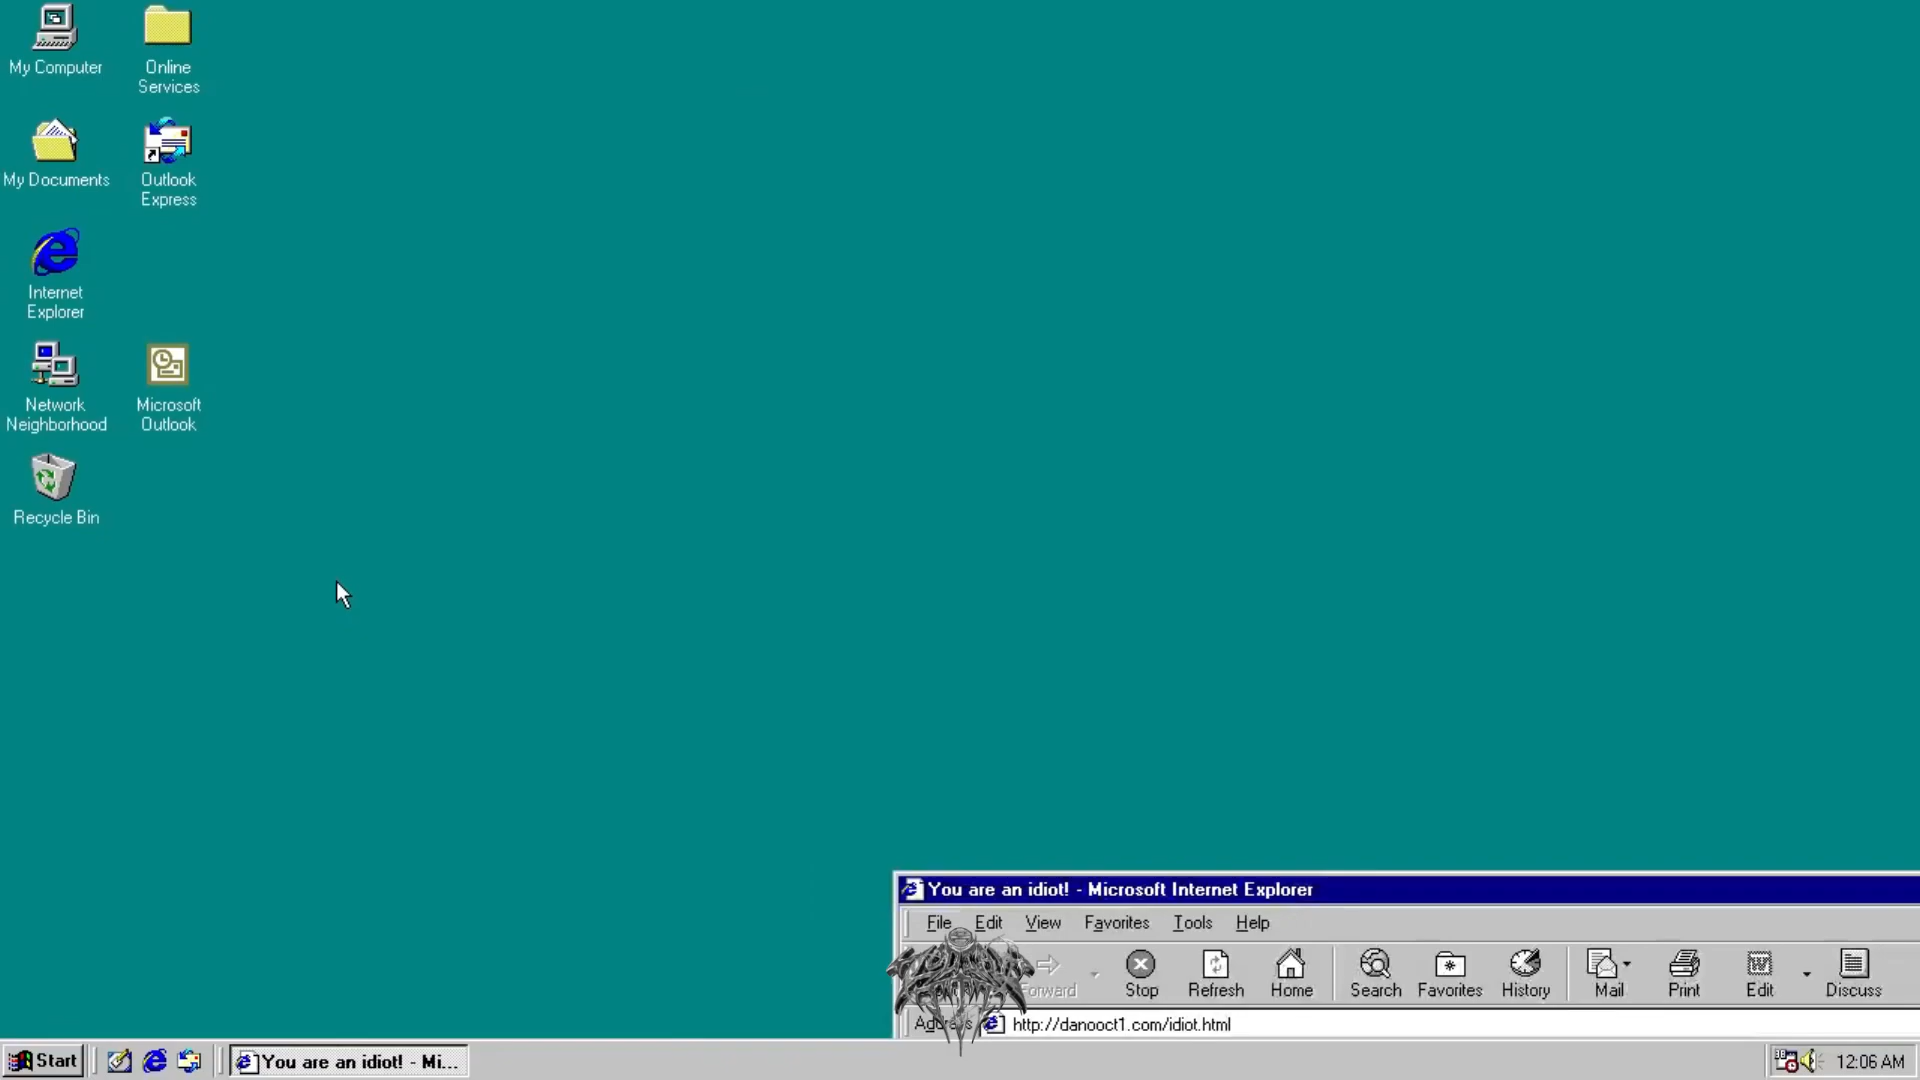 My Computer
Online
Services
My Documents
Outlook
Express
Internet
Explorer
Network
Neighborhood
Microsoft
Outlook
Recycle Bin
You are an idiot! - Microsoft Internet Explorer
File Edit View Favorites Tools Help
Forward Stop Refresh Home Search Favorites History Mail Print Edit Discuss
Address http://danooct1.com/idiot.html
Start You are an idiot! - Mi... 12:06 AM